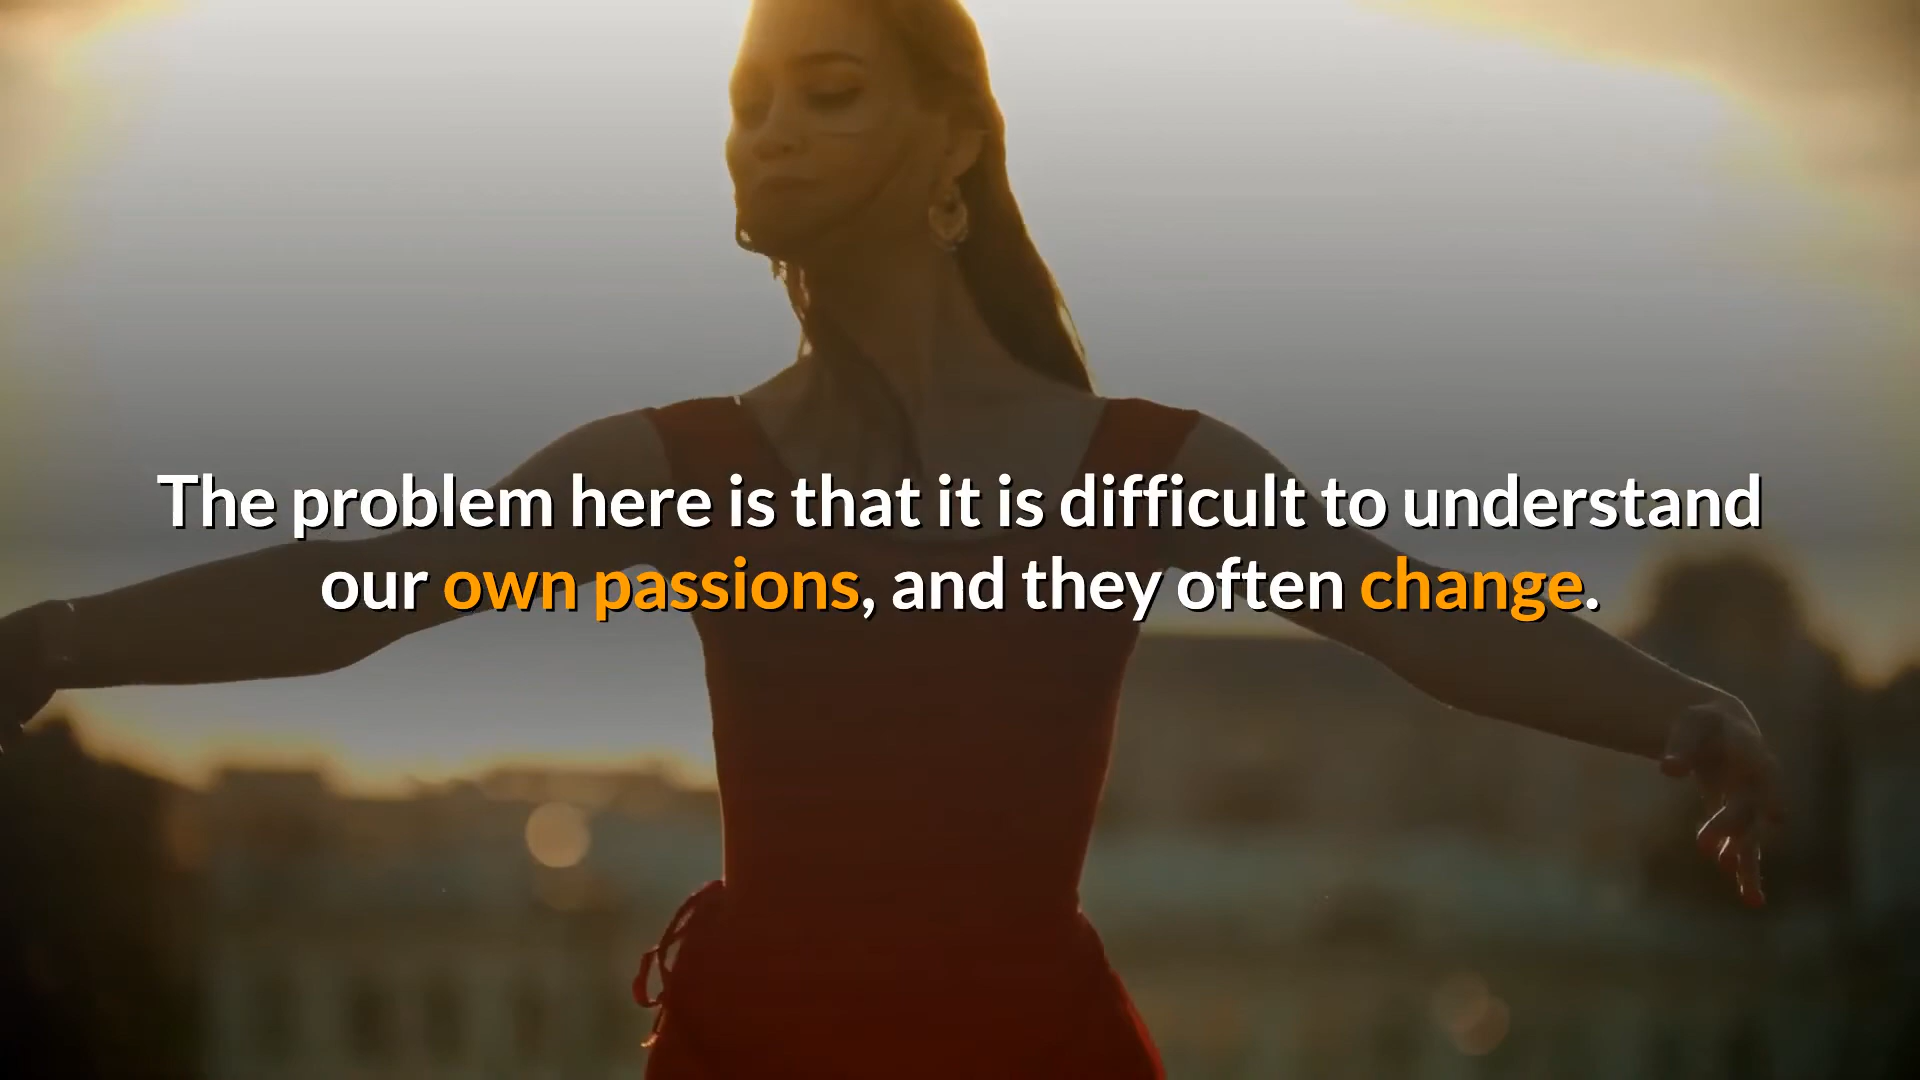 The problem here is that it is difficult to understand
our own passions, and they often change.